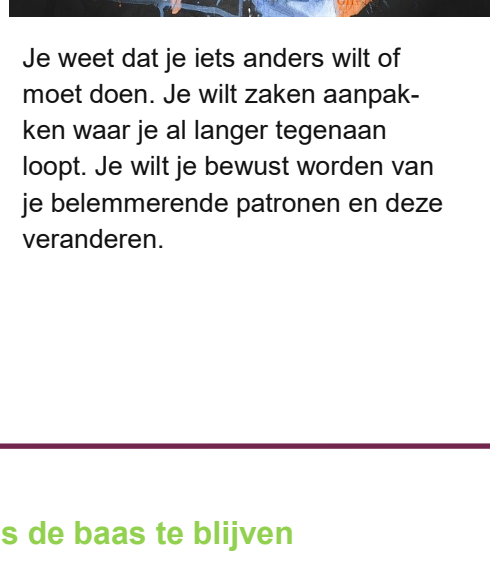 Je weet dat je iets anders wilt of
moet doen. Je wilt zaken aanpak-
ken waar je al langer tegenaan
loopt. Je wilt je bewust worden van
je belemmerende patronen en deze
veranderen.
s de baas te blijven